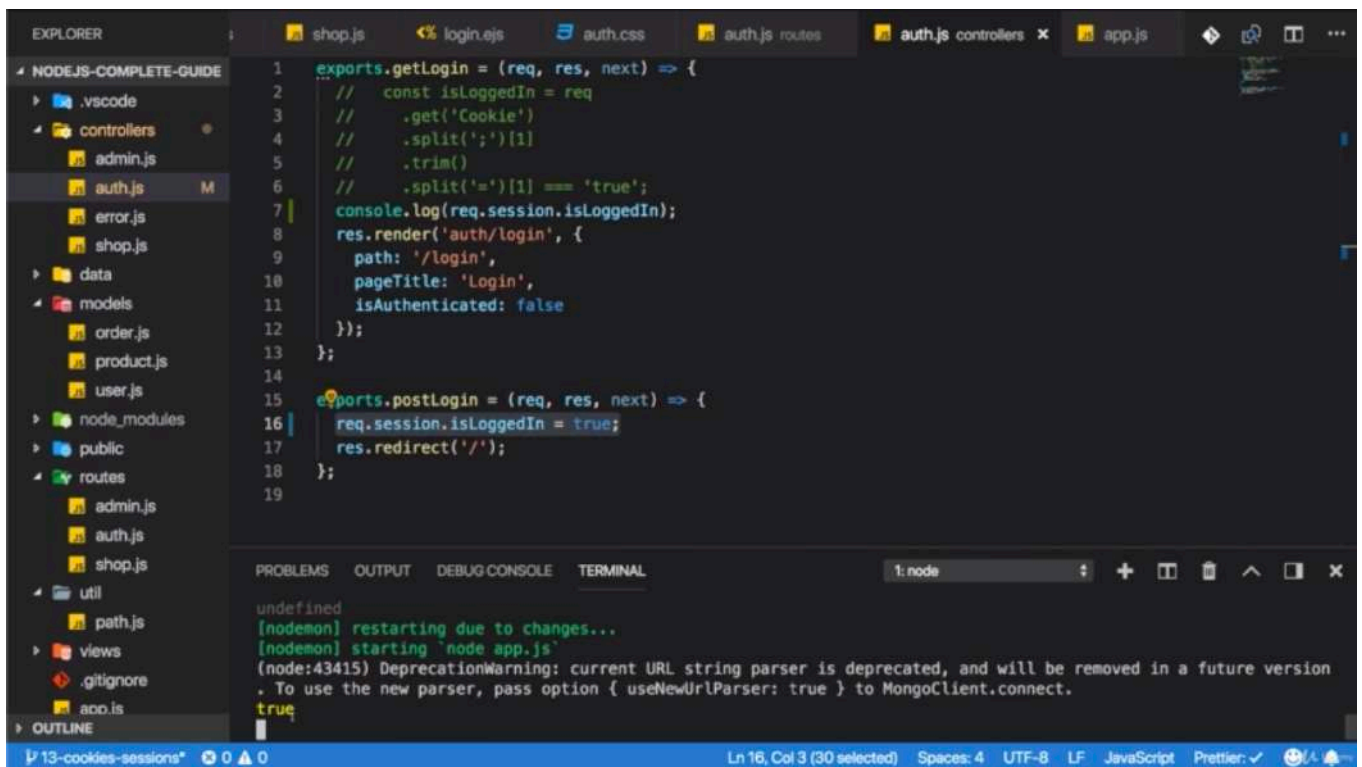 EXPLORER
shop.js
login.ejs
auth.css
auth.js routes
auth.js controllers
app.js
NODEJS-COMPLETE-GUIDE
.vscode
controllers
admin.js
auth.js M
error.js
shop.js
data
models
order.js
product.js
user.js
node_modules
public
routes
admin.js
auth.js
shop.js
util
path.js
views
.gitignore
app.js
OUTLINE
1 exports.getLogin = (req, res, next) => {
2 // const isLoggedIn = req
3 // .get('Cookie')
4 // .split(';')[1]
5 // .trim()
6 // .split('=')[1] === 'true';
7 console.log(req.session.isLoggedIn);
8 res.render('auth/login', {
9 path: '/login',
10 pageTitle: 'Login',
11 isAuthenticated: false
12 });
13 };
14
15 exports.postLogin = (req, res, next) => {
16 req.session.isLoggedIn = true;
17 res.redirect('/');
18 };
19
PROBLEMS OUTPUT DEBUG CONSOLE TERMINAL 1: node
undefined
[nodemon] restarting due to changes...
[nodemon] starting `node app.js`
(node:43415) DeprecationWarning: current URL string parser is deprecated, and will be removed in a future version
. To use the new parser, pass option { useNewUrlParser: true } to MongoClient.connect.
true
13-cookies-sessions* 0 0 Ln 16, Col 3 (30 selected) Spaces: 4 UTF-8 LF JavaScript Prettier: ✓